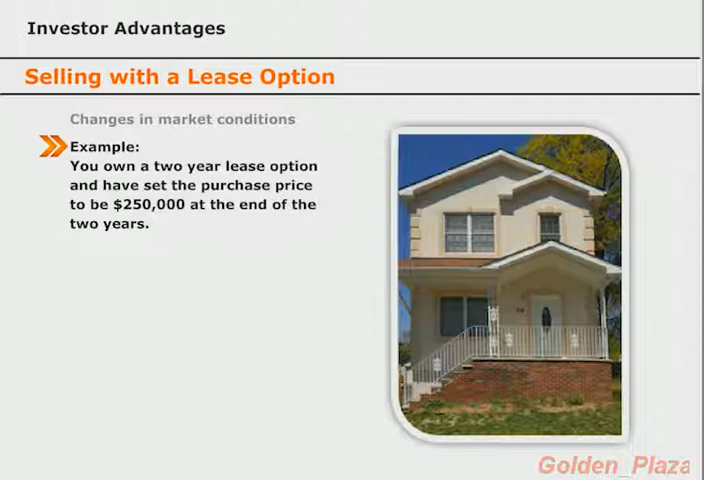 Investor Advantages
Selling with a Lease Option
Changes in market conditions
Example:
You own a two year lease option
and have set the purchase price
to be $250,000 at the end of the
two years.
Golden_Plaza